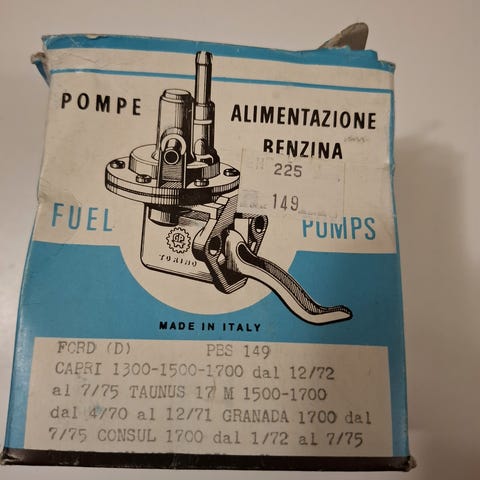 POMPE ALIMENTAZIONE
BENZINA
225
149
FUEL PUMPS
TORINO
MADE IN ITALY
FORD (D) PBS 149
CAPRI 1300-1500-1700 dal 12/72
al 7/75 TAUNUS 17 M 1500-1700
dal 4/70 al 12/71 GRANADA 1700 dal
7/75 CONSUL 1700 dal 1/72 al 7/75